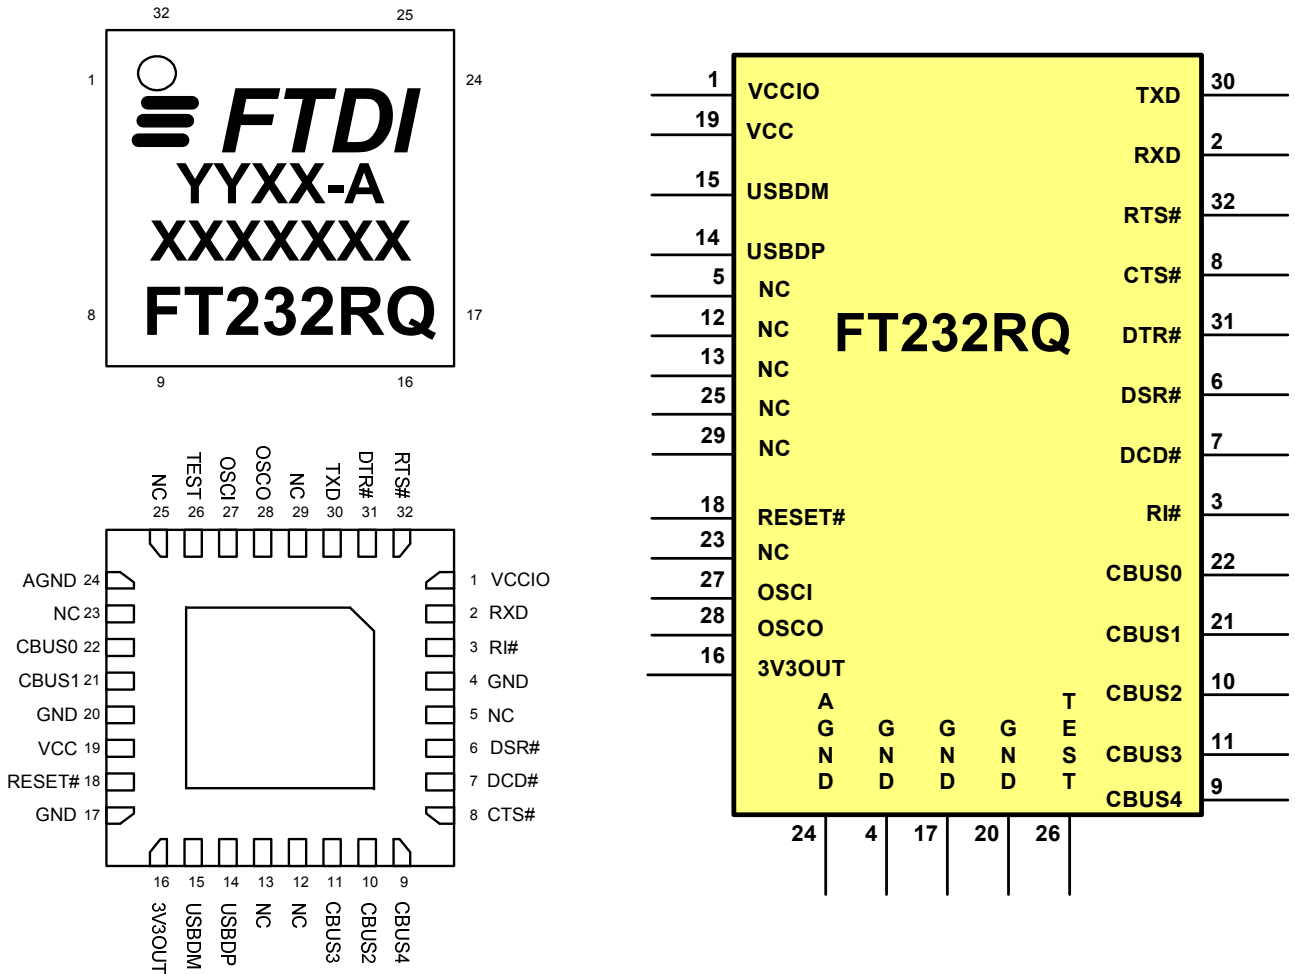 32 25
1 24
FTDI
YYXX-A
XXXXXXX
FT232RQ
8 17
9 16
NC TEST OSCI OSCO NC TXD DTR# RTS#
25 26 27 28 29 30 31 32
AGND 24
NC 23
CBUS0 22
CBUS1 21
GND 20
VCC 19
RESET# 18
GND 17
1 VCCIO
2 RXD
3 RI#
4 GND
5 NC
6 DSR#
7 DCD#
8 CTS#
16 15 14 13 12 11 10 9
3V3OUT USBDM USBDP NC NC CBUS3 CBUS2 CBUS4
FT232RQ
1 VCCIO
19 VCC
15 USBDM
14 USBDP
5 NC
12 NC
13 NC
25 NC
29 NC
18 RESET#
23 NC
27 OSCI
28 OSCO
16 3V3OUT
TXD 30
RXD 2
RTS# 32
CTS# 8
DTR# 31
DSR# 6
DCD# 7
RI# 3
CBUS0 22
CBUS1 21
CBUS2 10
CBUS3 11
CBUS4 9
AGND GND GND GND TEST
24 4 17 20 26